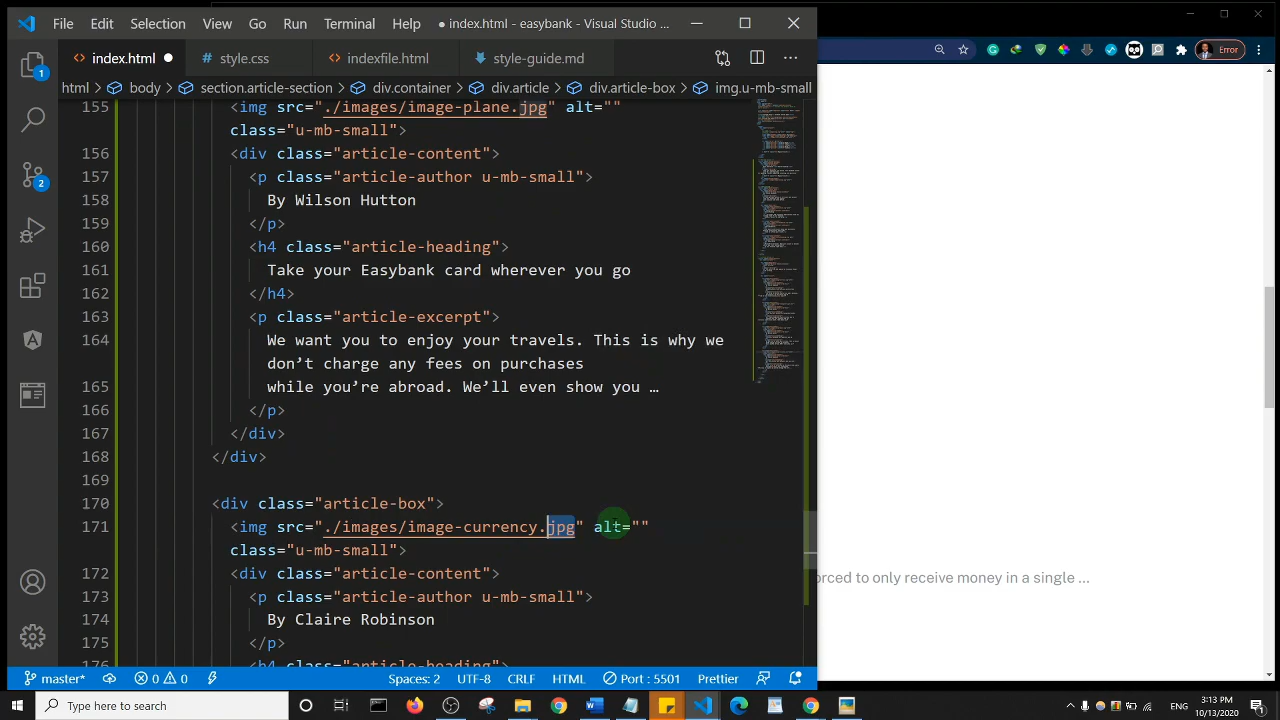 File Edit Selection View Go Run Terminal Help ● index.html - easybank - Visual Studio ...
Error
<> index.html ● style.css <> indexfile.html style-guide.md
html > body > section.article-section > div.container > div.article > div.article-box > img.u-mb-small
155 <img src="./images/image-plane.jpg" alt=""
class="u-mb-small">
156 <div class="article-content">
157 <p class="article-author u-mb-small">
158 By Wilson Hutton
159 </p>
160 <h4 class="article-heading">
161 Take your Easybank card wherever you go
162 </h4>
163 <p class="article-excerpt">
164 We want you to enjoy your travels. This is why we
don’t charge any fees on purchases
165 while you’re abroad. We’ll even show you …
166 </p>
167 </div>
168 </div>
169
170 <div class="article-box">
171 <img src="./images/image-currency.jpg" alt=""
class="u-mb-small">
172 <div class="article-content">
173 <p class="article-author u-mb-small">
174 By Claire Robinson
175 </p>
176 <h4 class="article-heading">
orced to only receive money in a single …
1
2
master* 0 0 Spaces: 2 UTF-8 CRLF HTML Port : 5501 Prettier
Type here to search
ENG
3:13 PM
10/13/2020